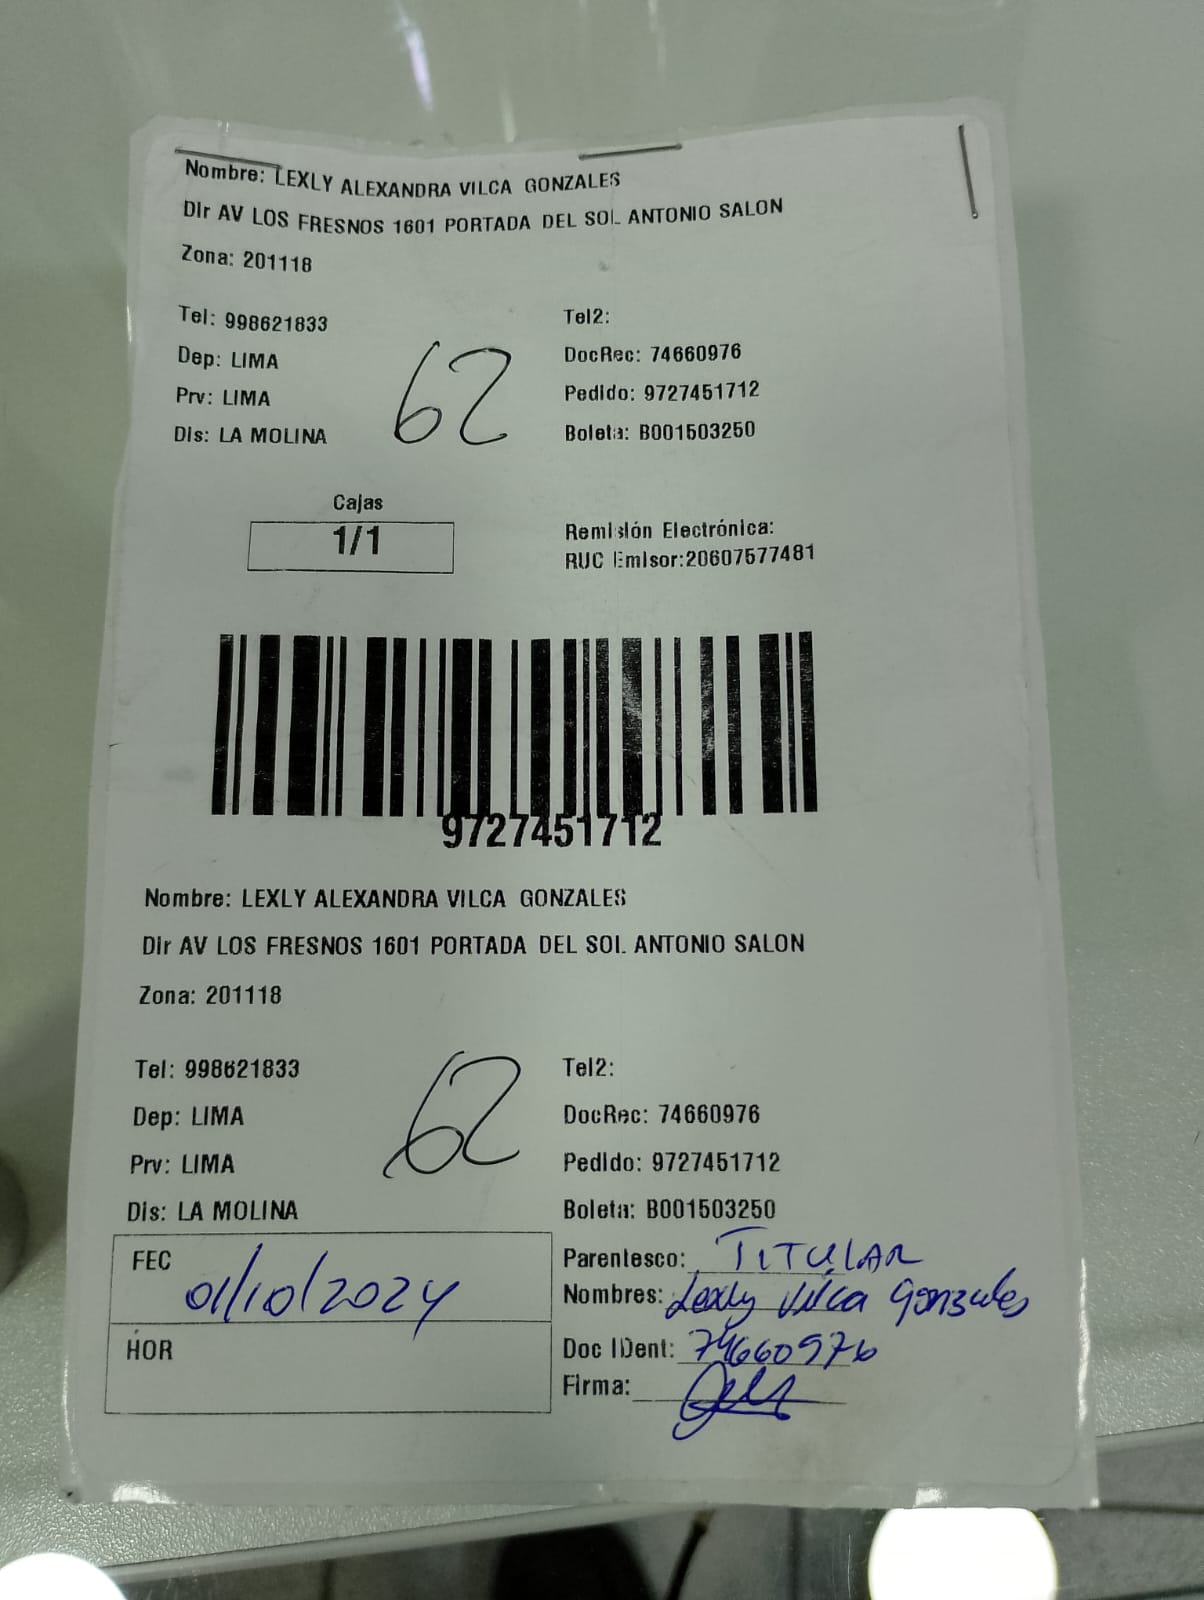 Nombre: LEXLY ALEXANDRA VILCA GONZALES
Dir AV LOS FRESNOS 1601 PORTADA DEL SOL ANTONIO SALON
Zona: 201118
Tel: 998621833
Tel2:
Dep: LIMA
DocRec: 74660976
Prv: LIMA
Pedido: 9727451712
Dis: LA MOLINA
Boleta: B001503250
62
Cajas
1/1
Remisión Electrónica:
RUC Emisor:20607577481
9727451712
Nombre: LEXLY ALEXANDRA VILCA GONZALES
Dir AV LOS FRESNOS 1601 PORTADA DEL SOL ANTONIO SALON
Zona: 201118
Tel: 998621833
Tel2:
Dep: LIMA
DocRec: 74660976
Prv: LIMA
Pedido: 9727451712
Dis: LA MOLINA
Boleta: B001503250
62
FEC
01/10/2024
HOR
Parentesco: TITULAR
Nombres: Lexly Vilca Gonzales
Doc IDent: 74660976
Firma: